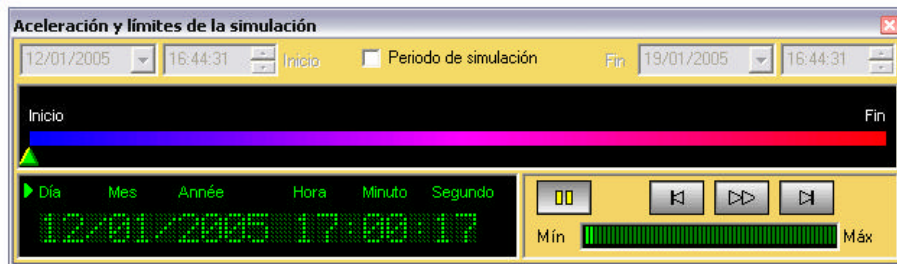 Aceleración y límites de la simulación
12/01/2005 16:44:31 Inicio Periodo de simulación Fin 19/01/2005 16:44:31
Inicio Fin
Día Mes Année Hora Minuto Segundo
12/01/2005 17:00:17
Mín Máx